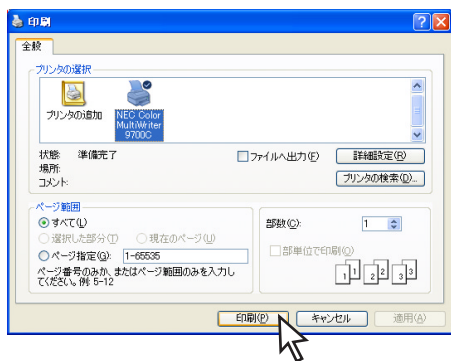 印刷
全般
プリンタの選択
プリンタの追加
NEC Color
MultiWriter
9700C
状態: 準備完了
場所:
コメント:
ファイルへ出力(F)
詳細設定(R)
プリンタの検索(D)...
ページ範囲
すべて(L)
選択した部分(T)
現在のページ(U)
ページ指定(G): 1-65535
ページ番号のみか、またはページ範囲のみを入力し
てください。例 5-12
部数(C): 1
部単位で印刷(O)
1 1 2 2 3 3
印刷(P)
キャンセル
適用(A)